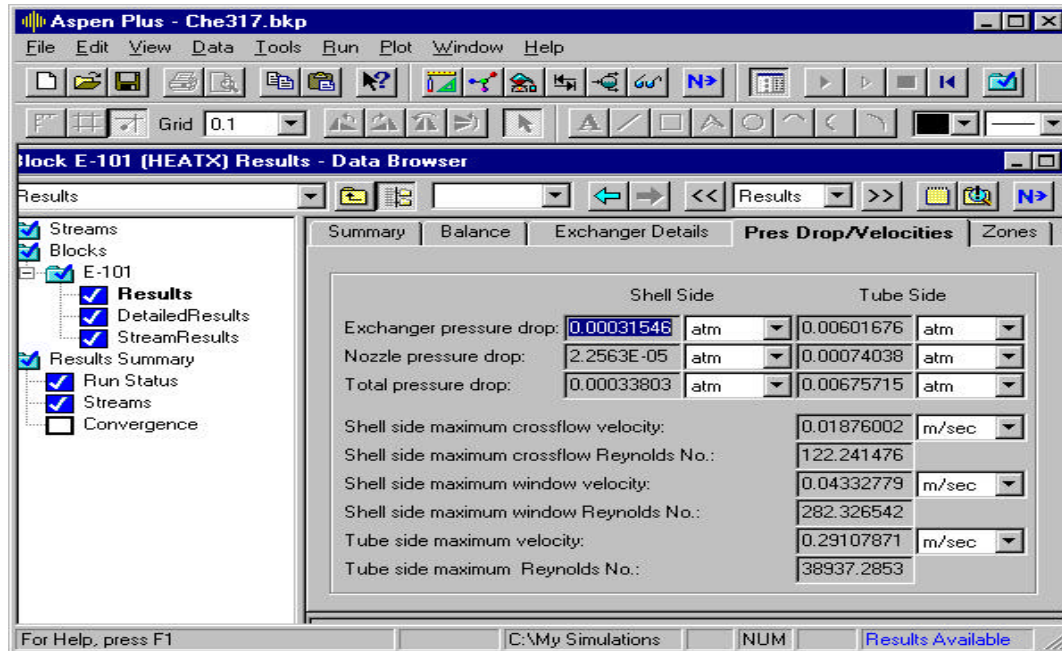 Aspen Plus - Che317.bkp
File Edit View Data Tools Run Plot Window Help
N>
Grid 0.1 A
Block E-101 (HEATX) Results - Data Browser
Results << Results >> N>
Streams
Blocks
E-101
Results
DetailedResults
StreamResults
Results Summary
Run Status
Streams
Convergence
Summary Balance Exchanger Details Pres Drop/Velocities Zones
Shell Side Tube Side
Exchanger pressure drop: 0.00031546 atm 0.00601676 atm
Nozzle pressure drop: 2.2563E-05 atm 0.00074038 atm
Total pressure drop: 0.00033803 atm 0.00675715 atm
Shell side maximum crossflow velocity: 0.01876002 m/sec
Shell side maximum crossflow Reynolds No.: 122.241476
Shell side maximum window velocity: 0.04332779 m/sec
Shell side maximum window Reynolds No.: 282.326542
Tube side maximum velocity: 0.29107871 m/sec
Tube side maximum Reynolds No.: 38937.2853
For Help, press F1 C:\My Simulations NUM Results Available